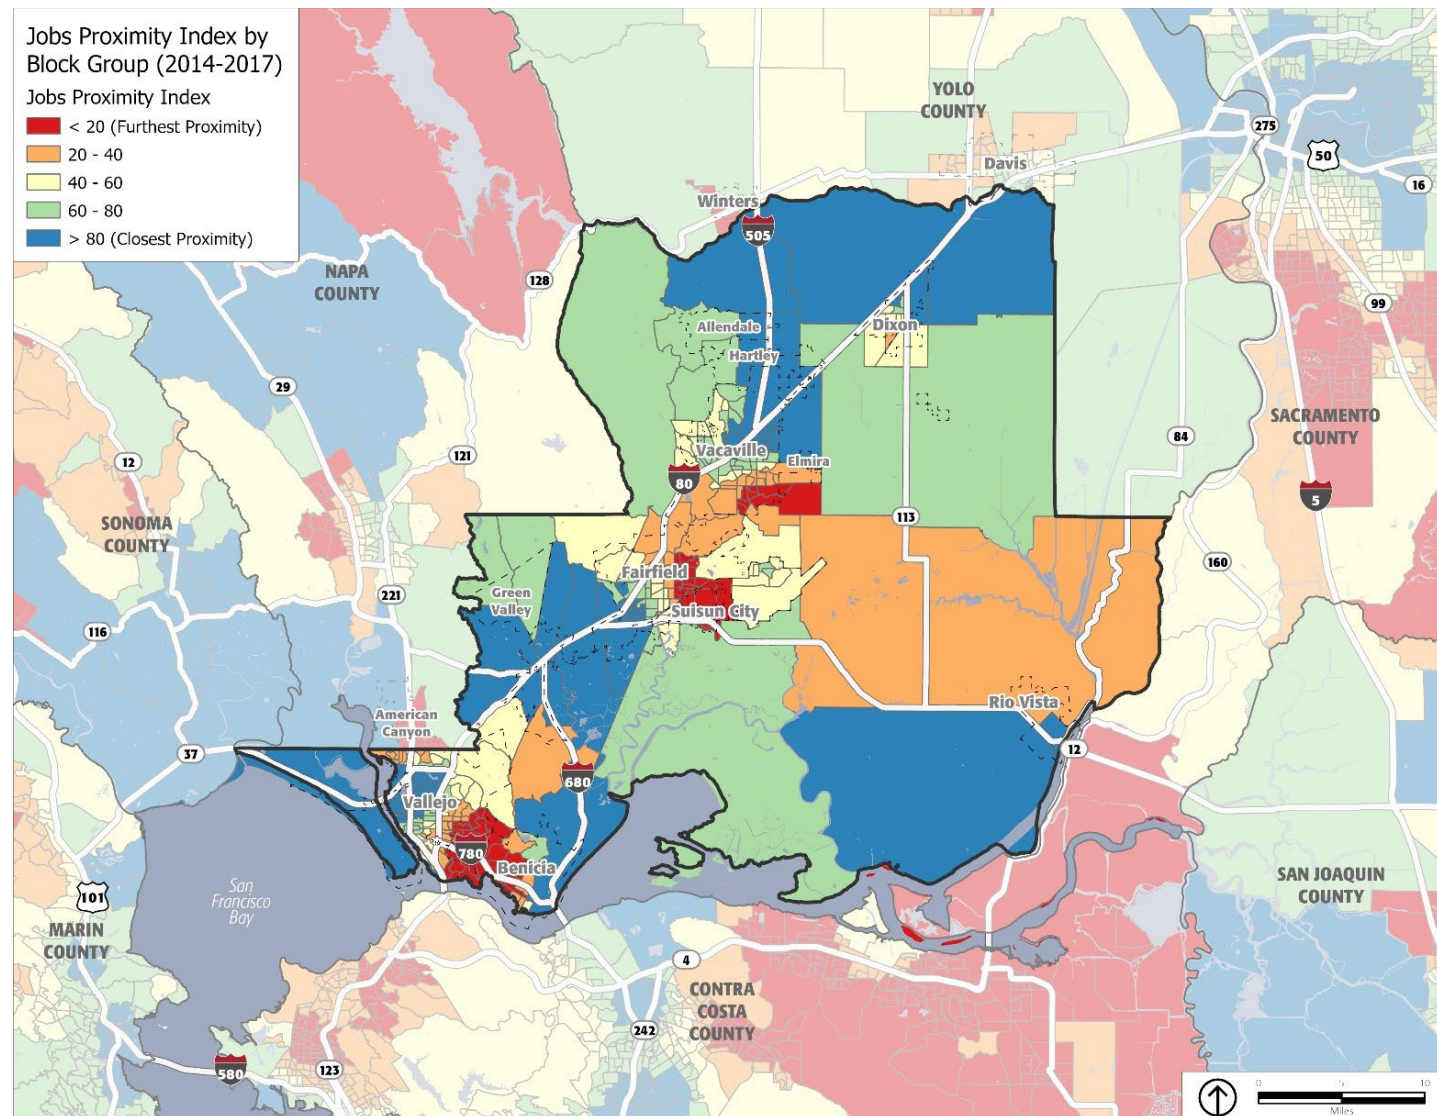 Jobs Proximity Index by
Block Group (2014-2017)
Jobs Proximity Index
< 20 (Furthest Proximity)
20 - 40
40 - 60
60 - 80
> 80 (Closest Proximity)
YOLO
COUNTY
275
50
16
Davis
Winters
505
NAPA
COUNTY
128
99
Allendale
Dixon
Hartley
29
SACRAMENTO
COUNTY
84
121
Vacaville
Elmira
12
80
5
113
SONOMA
COUNTY
160
Fairfield
Green
Valley
221
Suisun City
116
Rio Vista
American
Canyon
37
12
680
Vallejo
780
Benicia
San
Francisco
Bay
101
SAN JOAQUIN
COUNTY
MARIN
COUNTY
4
CONTRA
COSTA
COUNTY
242
580
123
0 5 10
Miles